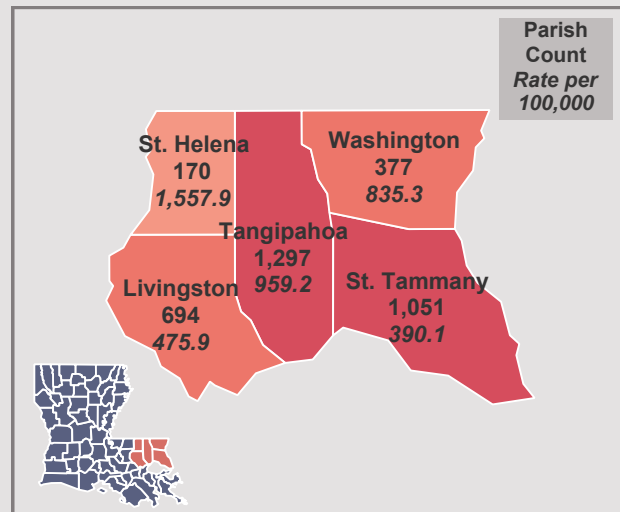 Parish
Count
Rate per
100,000
St. Helena
170
1,557.9
Washington
377
835.3
Tangipahoa
1,297
959.2
Livingston
694
475.9
St. Tammany
1,051
390.1